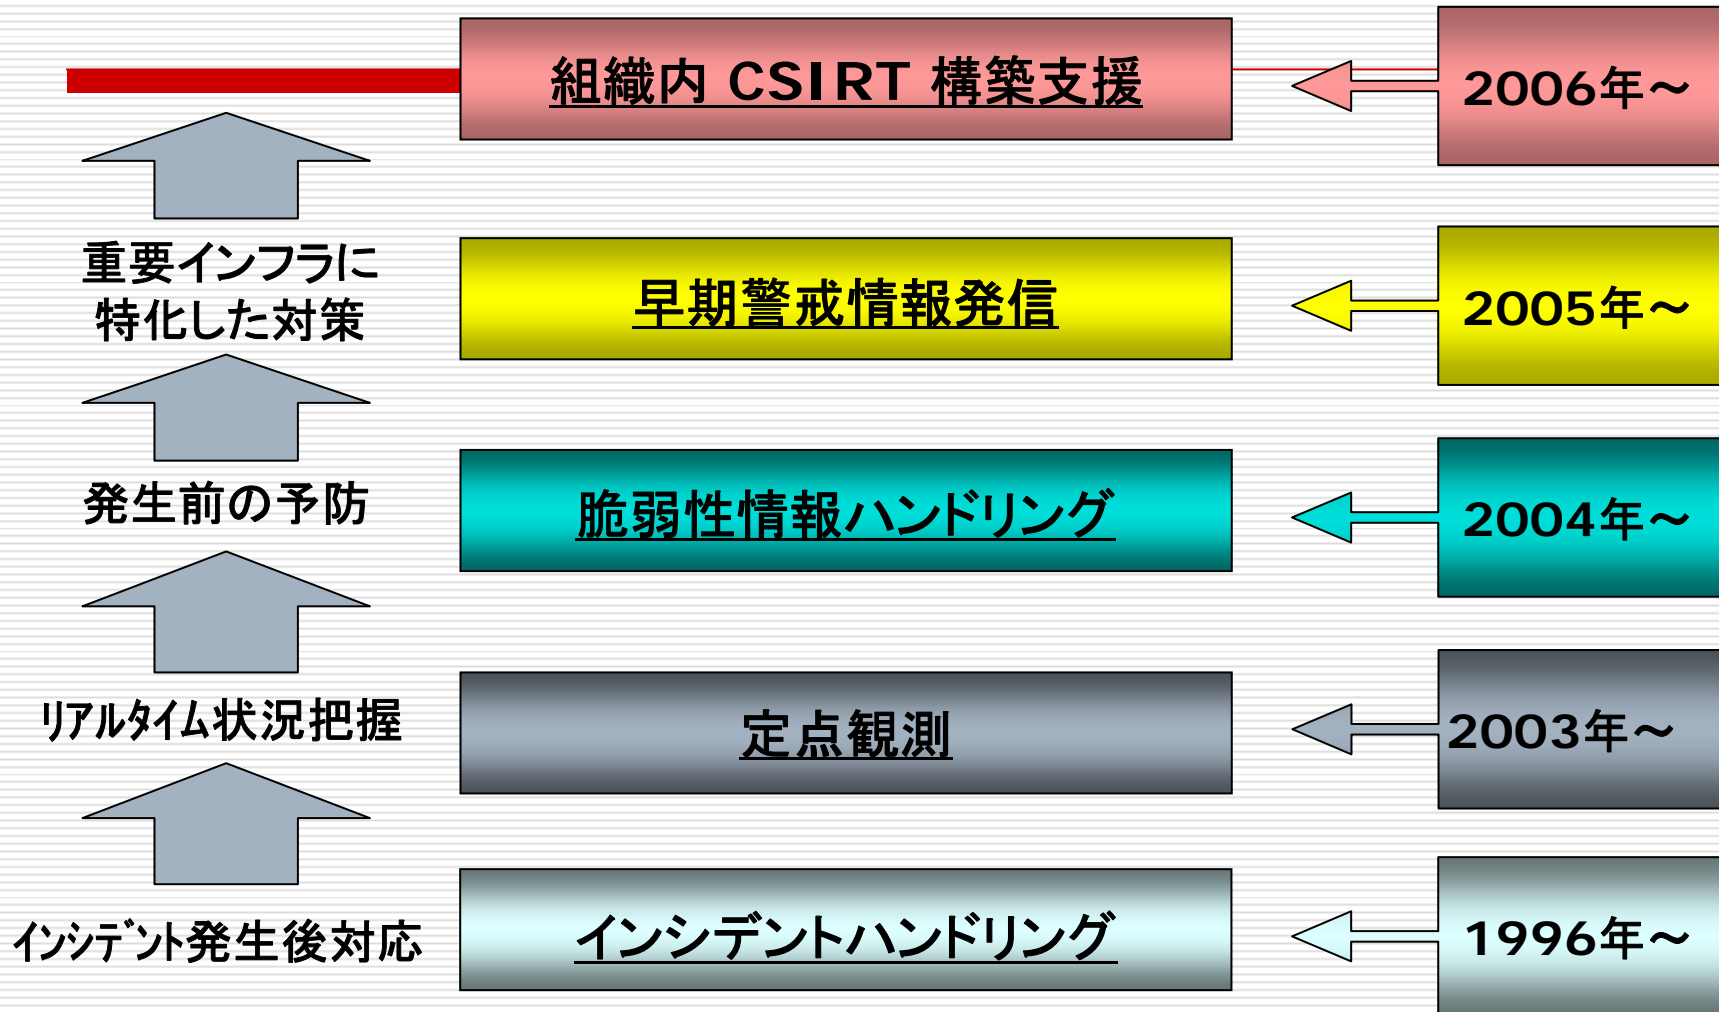 組織内 CSIRT 構築支援
2006年～
重要インフラに
特化した対策
早期警戒情報発信
2005年～
発生前の予防
脆弱性情報ハンドリング
2004年～
リアルタイム状況把握
定点観測
2003年～
インシデント発生後対応
インシデントハンドリング
1996年～